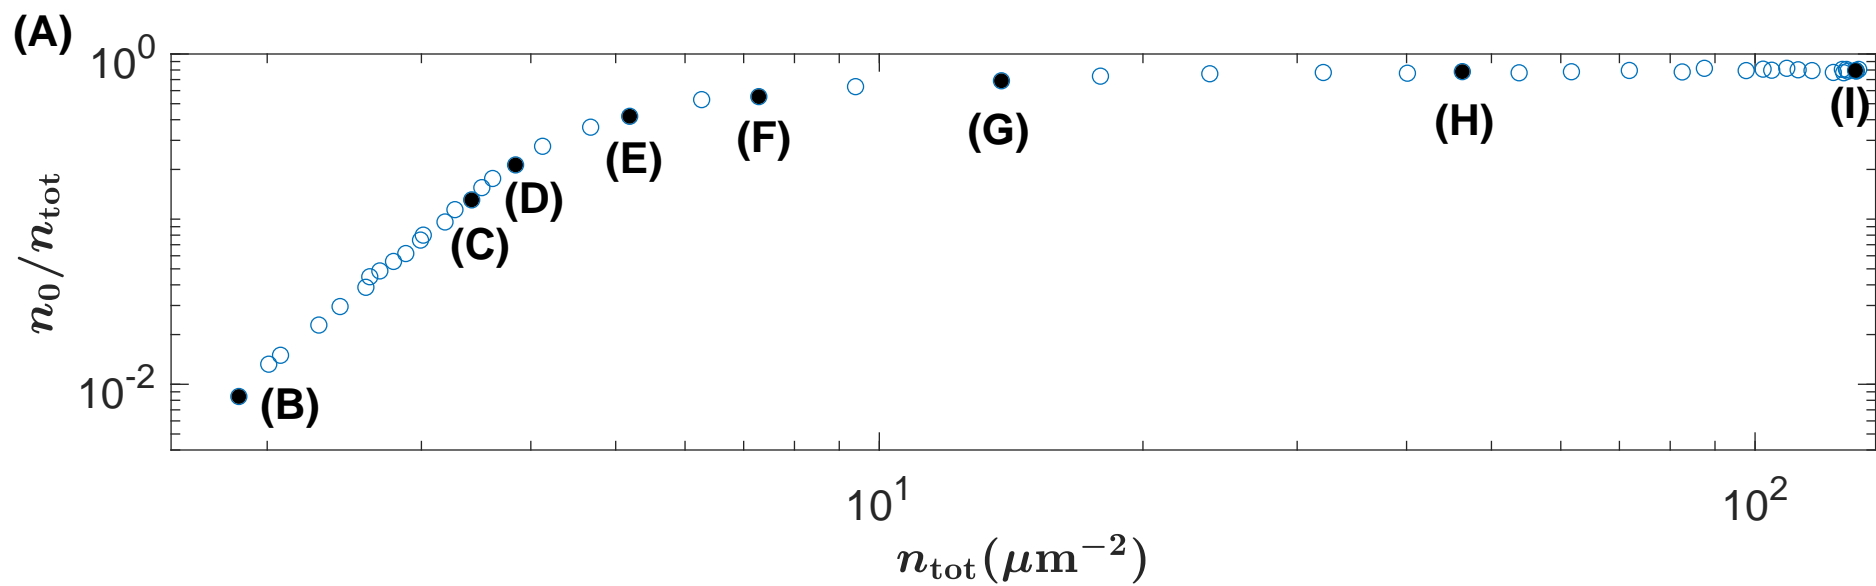 (A)
10^0
10^-2
n_0/n_tot
(B)
(C)
(D)
(E)
(F)
(G)
(H)
(I)
10^1
10^2
n_tot(μm^−2)